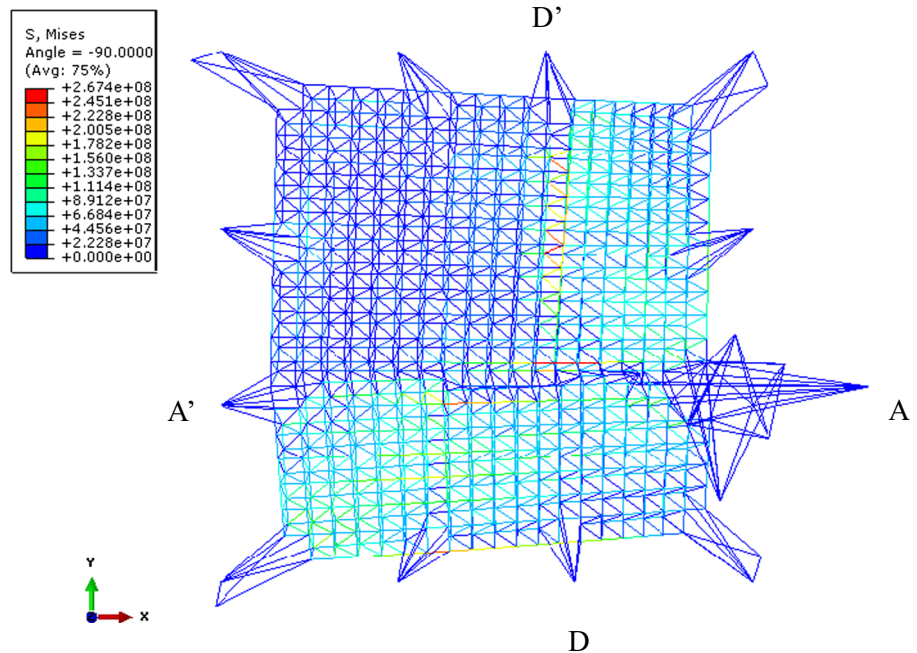 D’
S, Mises
Angle = -90.0000
(Avg: 75%)
+2.674e+08
+2.451e+08
+2.228e+08
+2.005e+08
+1.782e+08
+1.560e+08
+1.337e+08
+1.114e+08
+8.912e+07
+6.684e+07
+4.456e+07
+2.228e+07
+0.000e+00
A’
A
Y
X
D